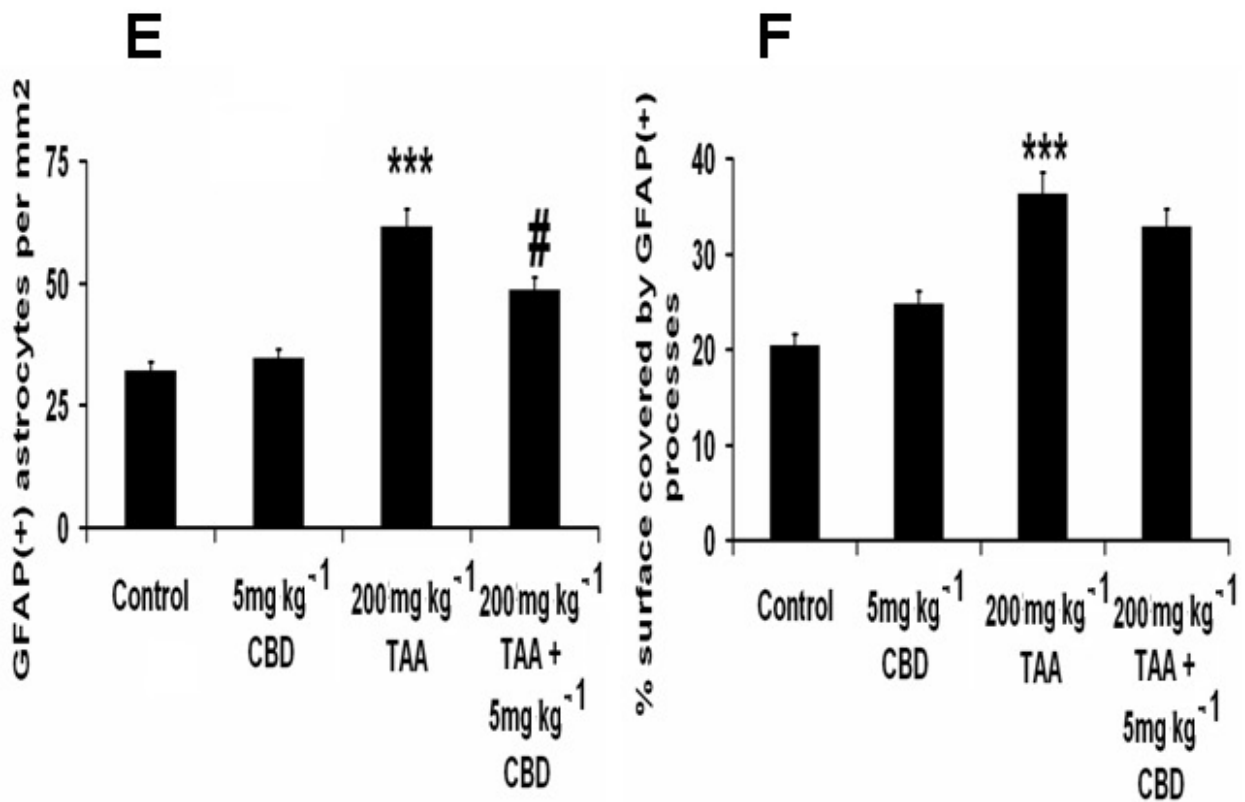 E
GFAP(+) astrocytes per mm2
75
50
25
0
***
#
Control
5mg kg⁻¹
CBD
200 mg kg⁻¹
TAA
200 mg kg⁻¹
TAA +
5mg kg⁻¹
CBD
F
% surface covered by GFAP(+)
processes
40
30
20
10
0
***
Control
5mg kg⁻¹
CBD
200 mg kg⁻¹
TAA
200 mg kg⁻¹
TAA +
5mg kg⁻¹
CBD